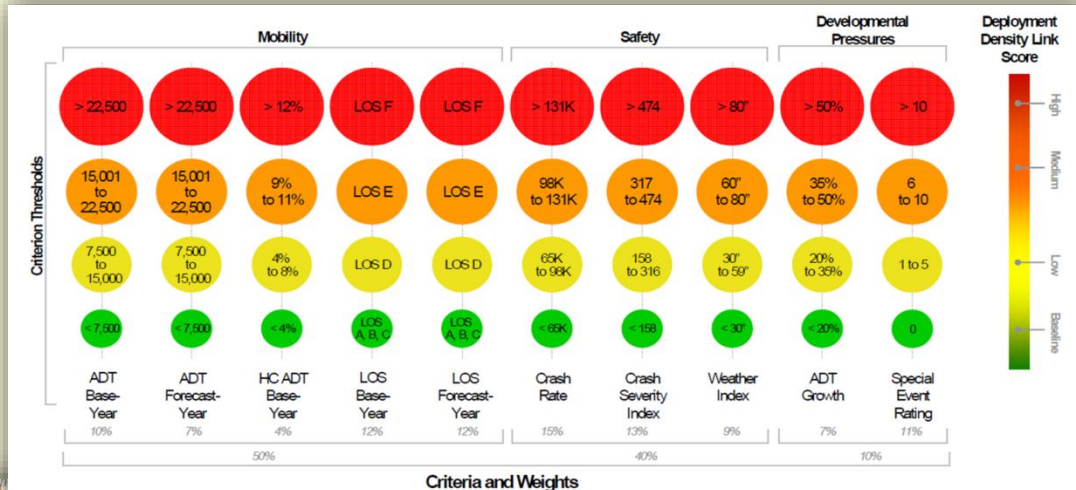 Mobility
Safety
Developmental
Pressures
Deployment
Density Link
Score
Criterion Thresholds
> 22,500
> 22,500
> 12%
LOS F
LOS F
> 131K
> 474
> 80”
>50%
> 10
High
15,001
to
22,500
15,001
to
22,500
9%
to 11%
LOS E
LOS E
98K
to 131K
317
to 474
60”
to 80”
35%
to 50%
6
to 10
Medium
7,500
to
15,000
7,500
to
15,000
4%
to 8%
LOS D
LOS D
65K
to 98K
158
to 316
30”
to 59”
20%
to 35%
1 to 5
Low
< 7,500
< 7,500
< 4%
LOS
A, B, C
LOS
A, B, C
< 65K
< 158
< 30”
< 20%
0
Baseline
ADT
Base-
Year
ADT
Forecast-
Year
HC ADT
Base-
Year
LOS
Base-
Year
LOS
Forecast-
Year
Crash
Rate
Crash
Severity
Index
Weather
Index
ADT
Growth
Special
Event
Rating
10%
7%
4%
12%
12%
15%
13%
9%
7%
11%
50%
40%
10%
Criteria and Weights